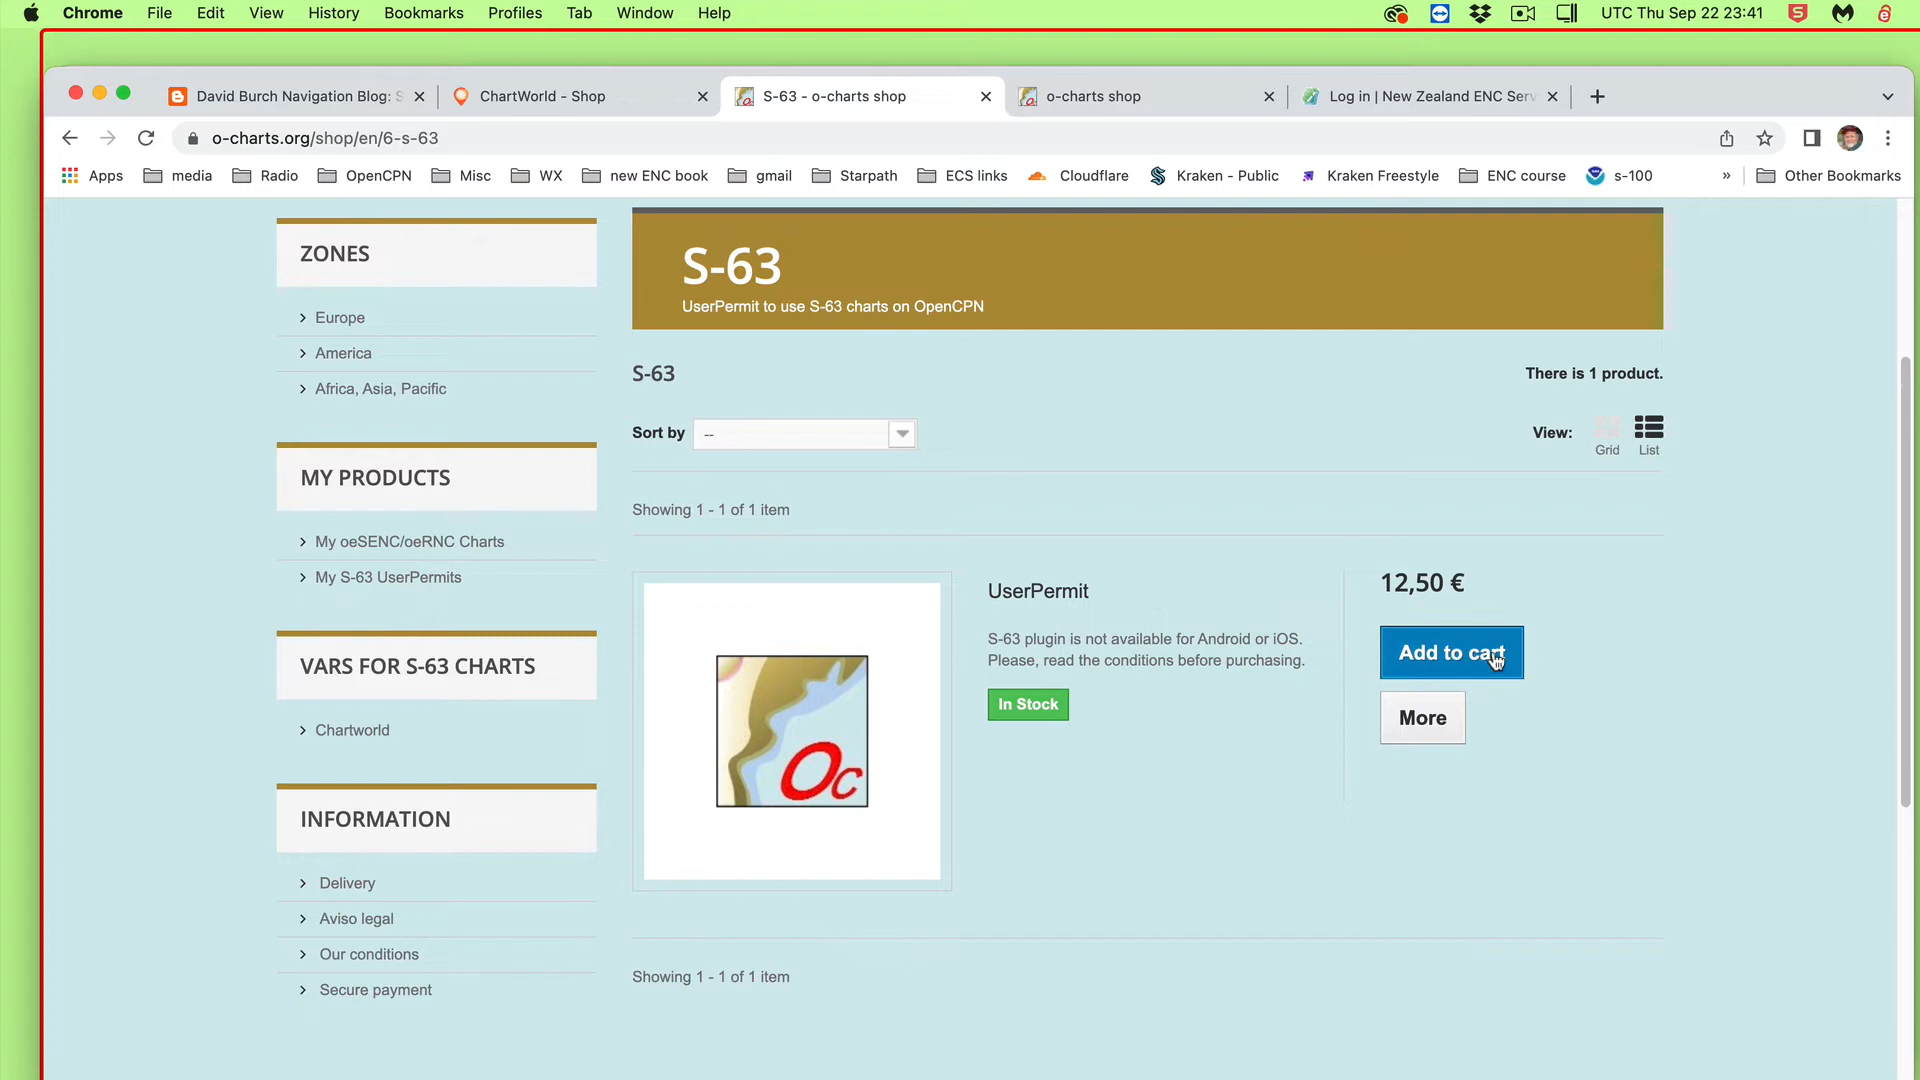 Chrome File Edit View History Bookmarks Profiles Tab Window Help UTC Thu Sep 22 23:41
David Burch Navigation Blog: S ChartWorld - Shop S-63 - o-charts shop o-charts shop Log in | New Zealand ENC Serv
o-charts.org/shop/en/6-s-63
Apps media Radio OpenCPN Misc WX new ENC book gmail Starpath ECS links Cloudflare Kraken - Public Kraken Freestyle ENC course s-100 » Other Bookmarks
ZONES
Europe
America
Africa, Asia, Pacific
MY PRODUCTS
My oeSENC/oeRNC Charts
My S-63 UserPermits
VARS FOR S-63 CHARTS
Chartworld
INFORMATION
Delivery
Aviso legal
Our conditions
Secure payment
S-63
UserPermit to use S-63 charts on OpenCPN
S-63
There is 1 product.
Sort by --
View: Grid List
Showing 1 - 1 of 1 item
Oc
UserPermit
S-63 plugin is not available for Android or iOS.
Please, read the conditions before purchasing.
In Stock
12,50 €
Add to cart
More
Showing 1 - 1 of 1 item